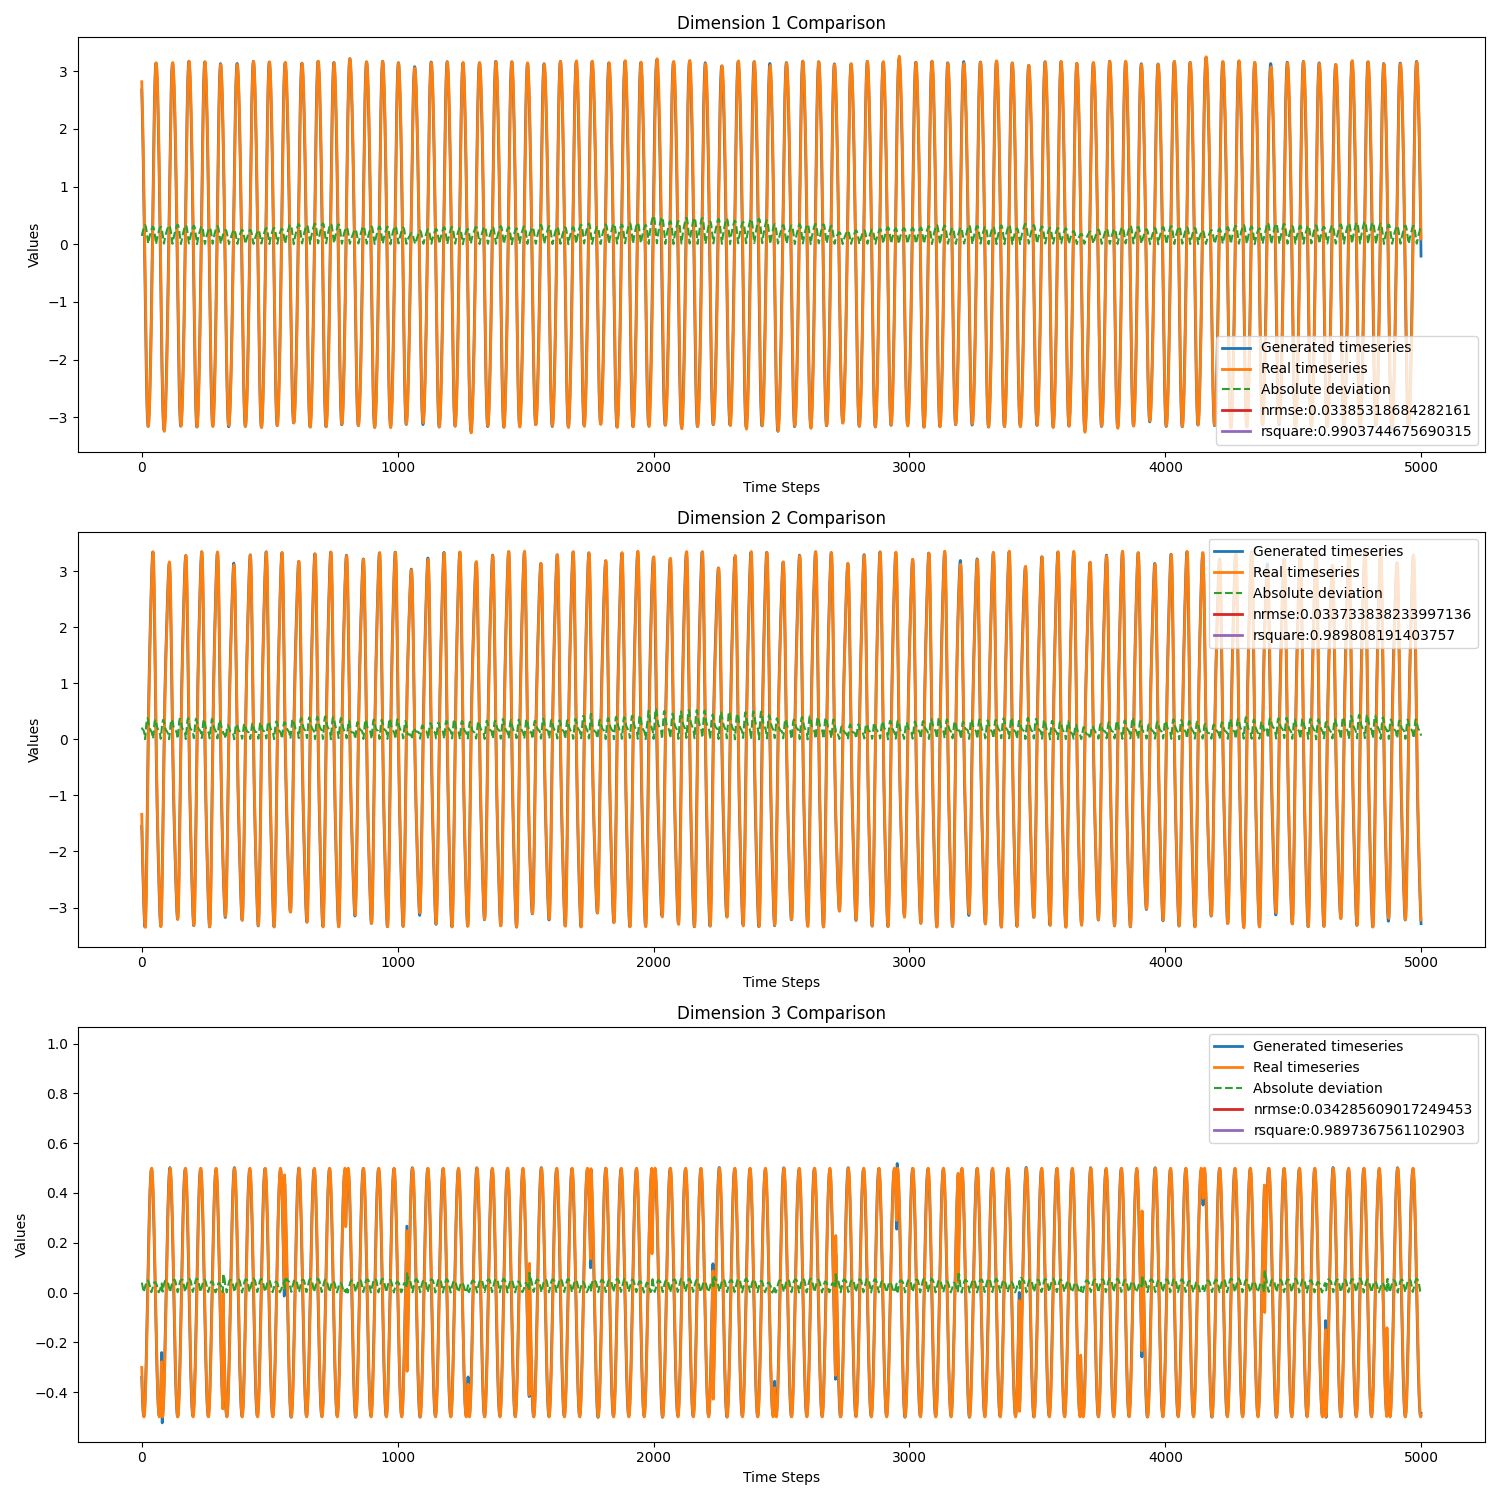 Dimension 1 Comparison
3
2
1
0
−1
−2
−3
Values
0
1000
2000
3000
4000
5000
Time Steps
Generated timeseries
Real timeseries
Absolute deviation
nrmse:0.03385318684282161
rsquare:0.9903744675690315
Dimension 2 Comparison
3
2
1
0
−1
−2
−3
Values
0
1000
2000
3000
4000
5000
Time Steps
Generated timeseries
Real timeseries
Absolute deviation
nrmse:0.033733838233997136
rsquare:0.989808191403757
Dimension 3 Comparison
1.0
0.8
0.6
0.4
0.2
0.0
−0.2
−0.4
Values
0
1000
2000
3000
4000
5000
Time Steps
Generated timeseries
Real timeseries
Absolute deviation
nrmse:0.034285609017249453
rsquare:0.9897367561102903